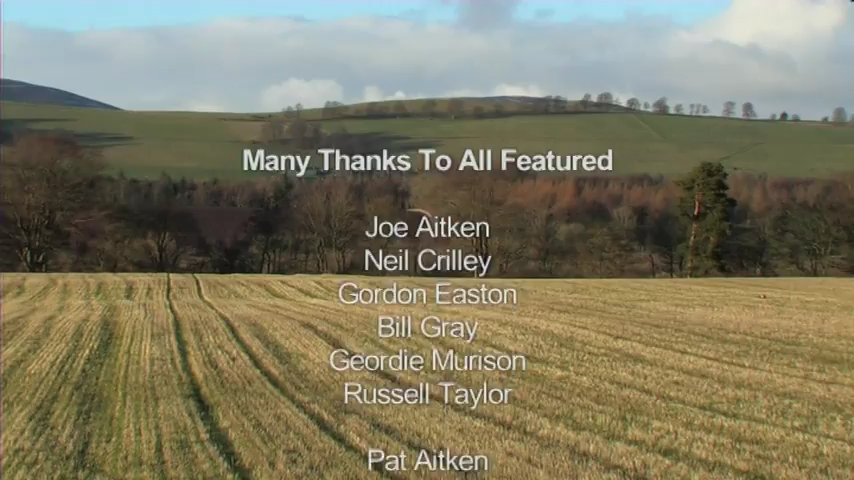 Many Thanks To All Featured
Joe Aitken
Neil Crilley
Gordon Easton
Bill Gray
Geordie Murison
Russell Taylor
Pat Aitken